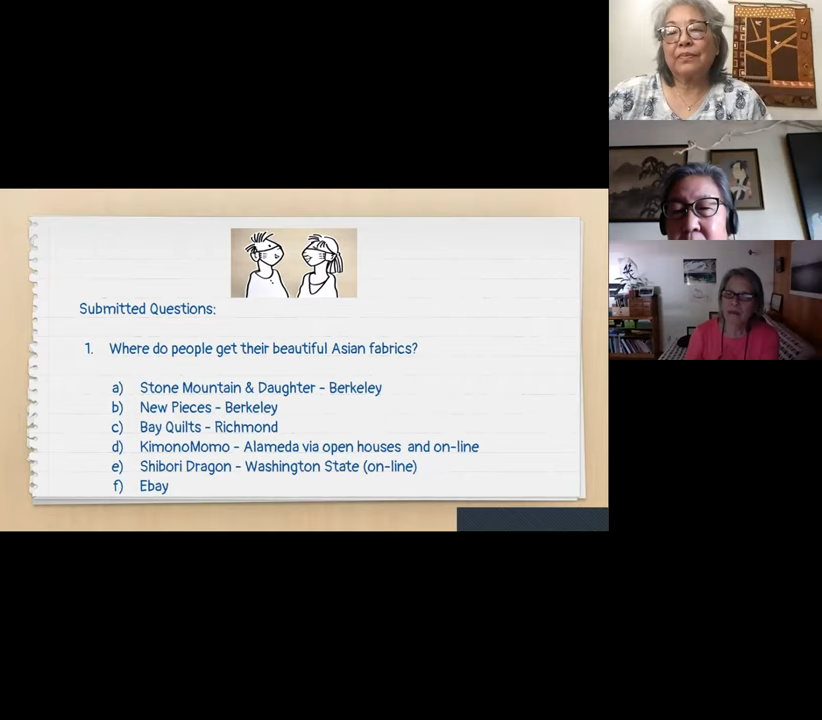 Submitted Questions:
1. Where do people get their beautiful Asian fabrics?
a) Stone Mountain & Daughter - Berkeley
b) New Pieces - Berkeley
c) Bay Quilts - Richmond
d) KimonoMomo - Alameda via open houses and on-line
e) Shibori Dragon - Washington State (on-line)
f) Ebay